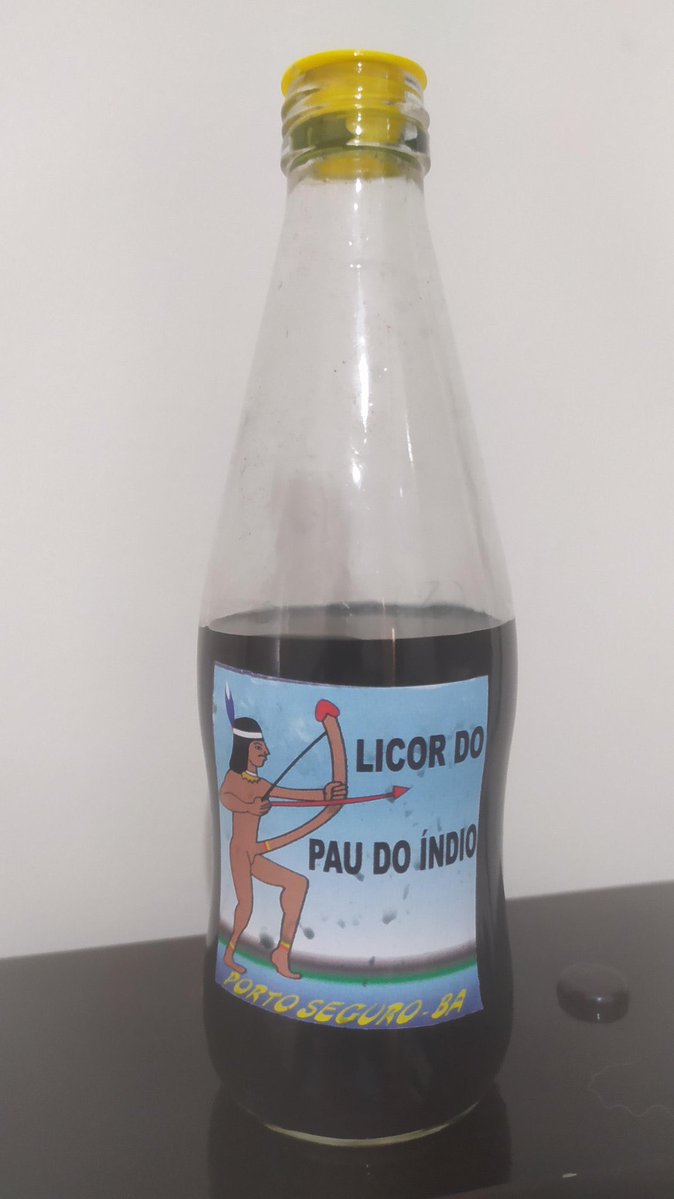 LICOR DO
PAU DO ÍNDIO
PORTO SEGURO - BA